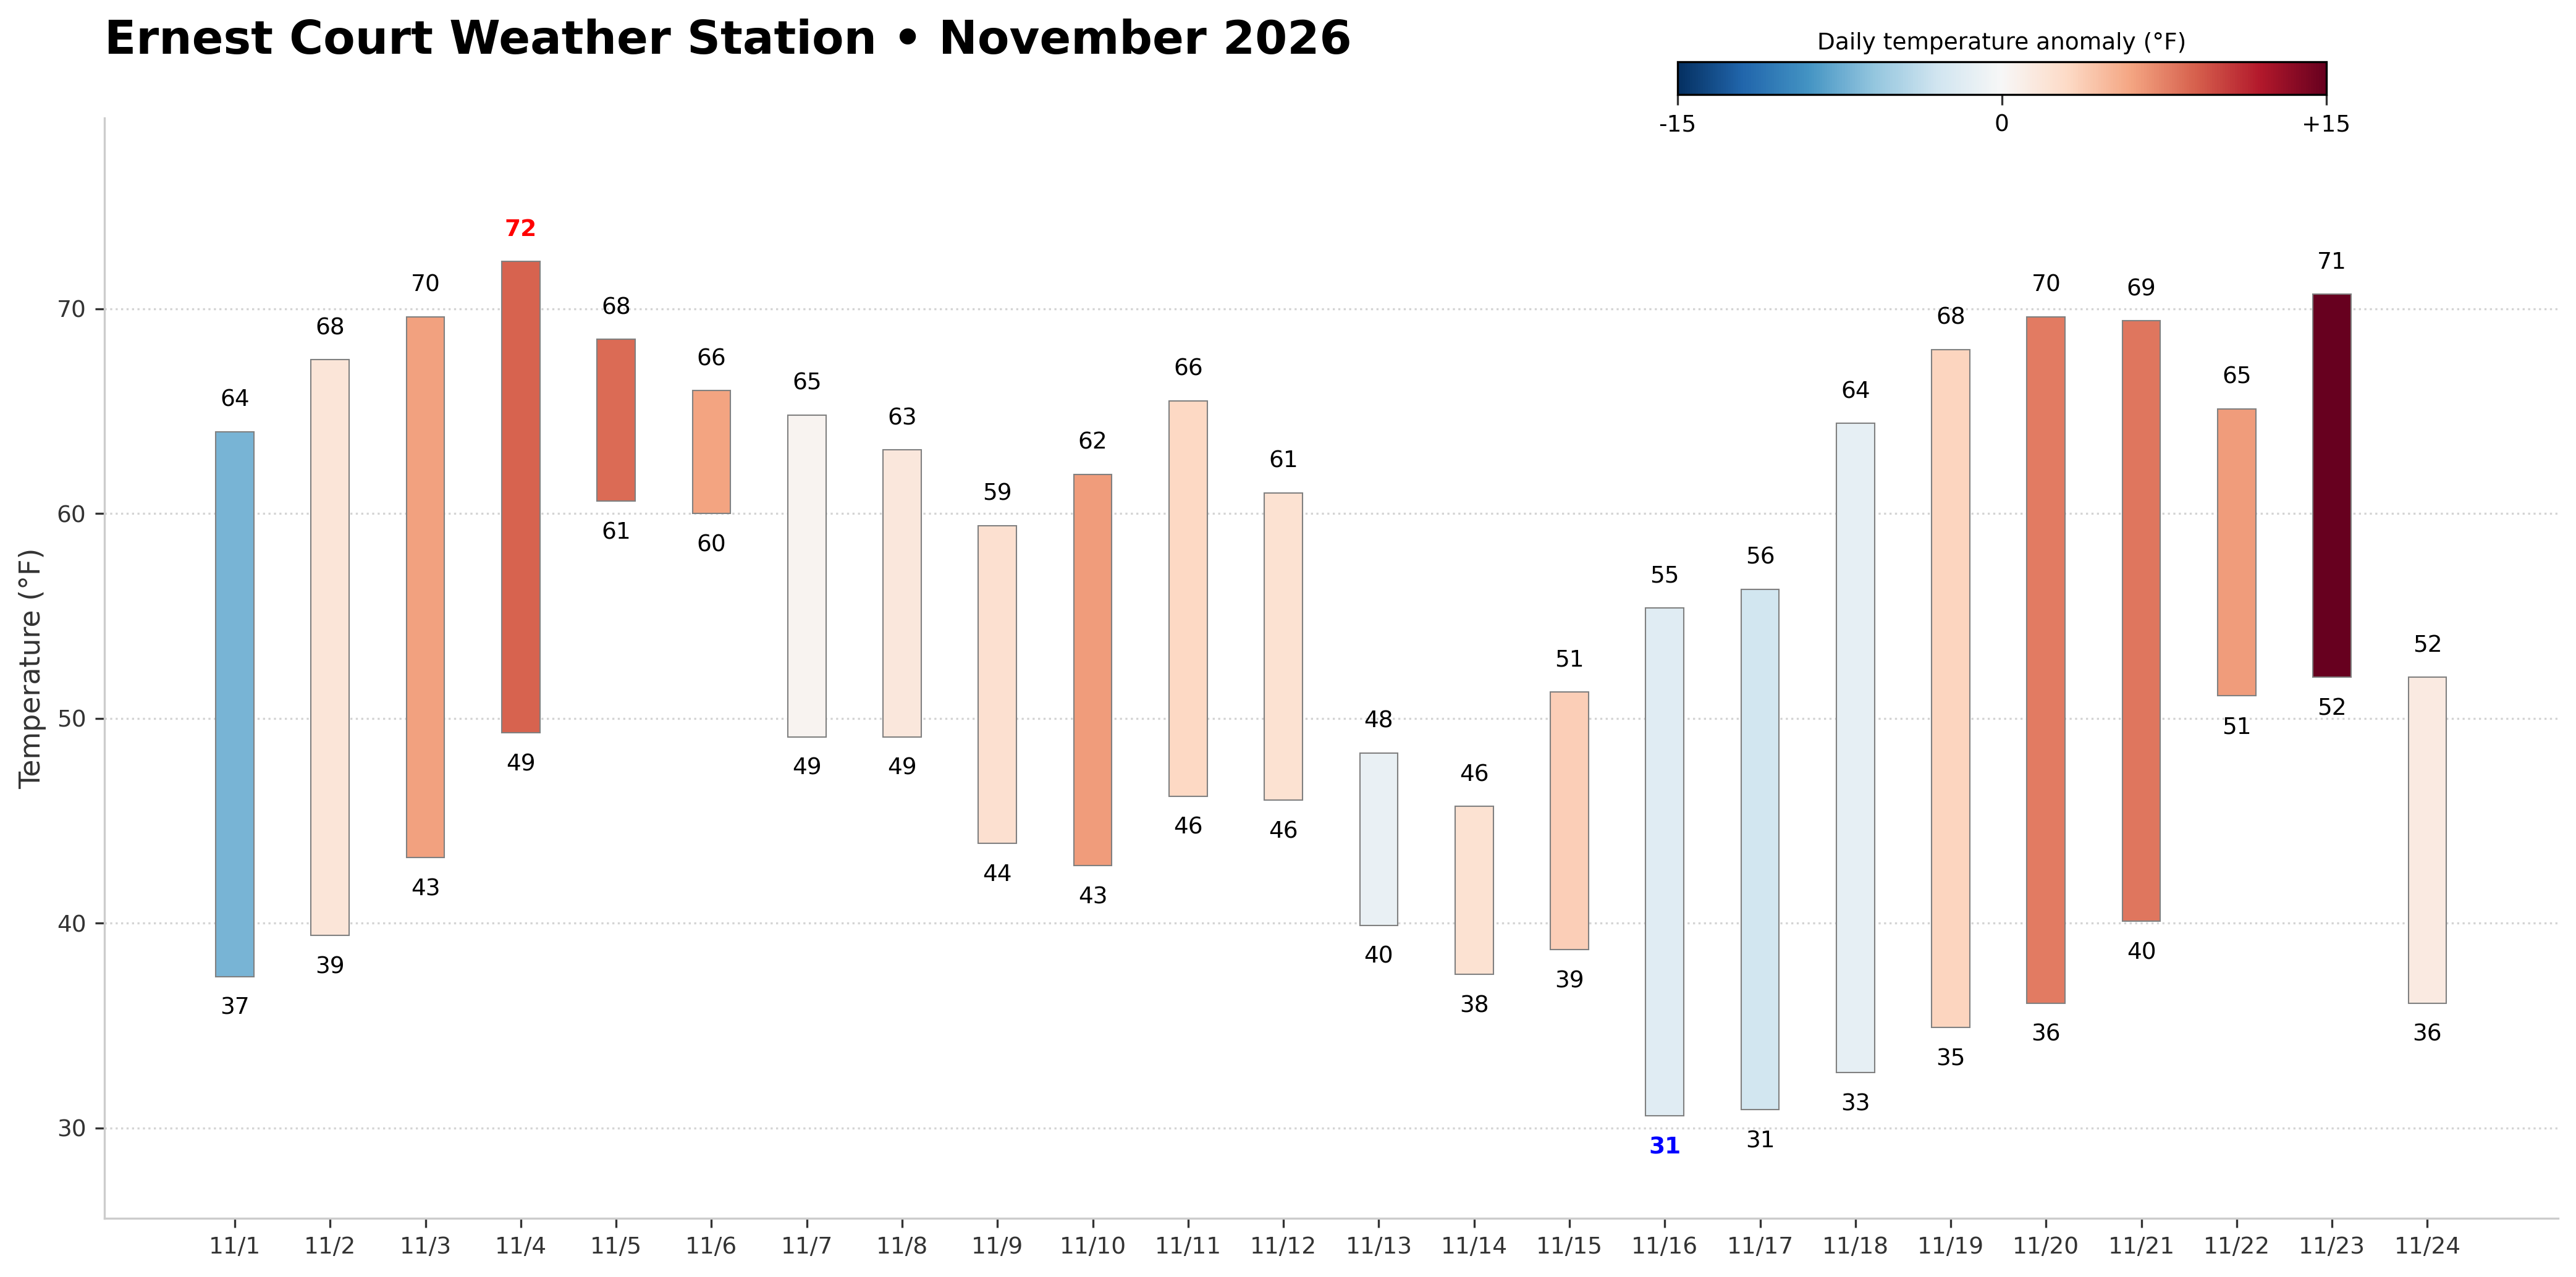 Ernest Court Weather Station • November 2026
Daily temperature anomaly (°F)
-15 0 +15
Temperature (°F)
70
60
50
40
30
64 68 70 72 68 66 65 63 59 62 66 61 48 46 51 55 56 64 68 70 69 65 71 52
37 39 43 49 61 60 49 49 44 43 46 46 40 38 39 31 31 33 35 36 40 51 52 36
11/1 11/2 11/3 11/4 11/5 11/6 11/7 11/8 11/9 11/10 11/11 11/12 11/13 11/14 11/15 11/16 11/17 11/18 11/19 11/20 11/21 11/22 11/23 11/24